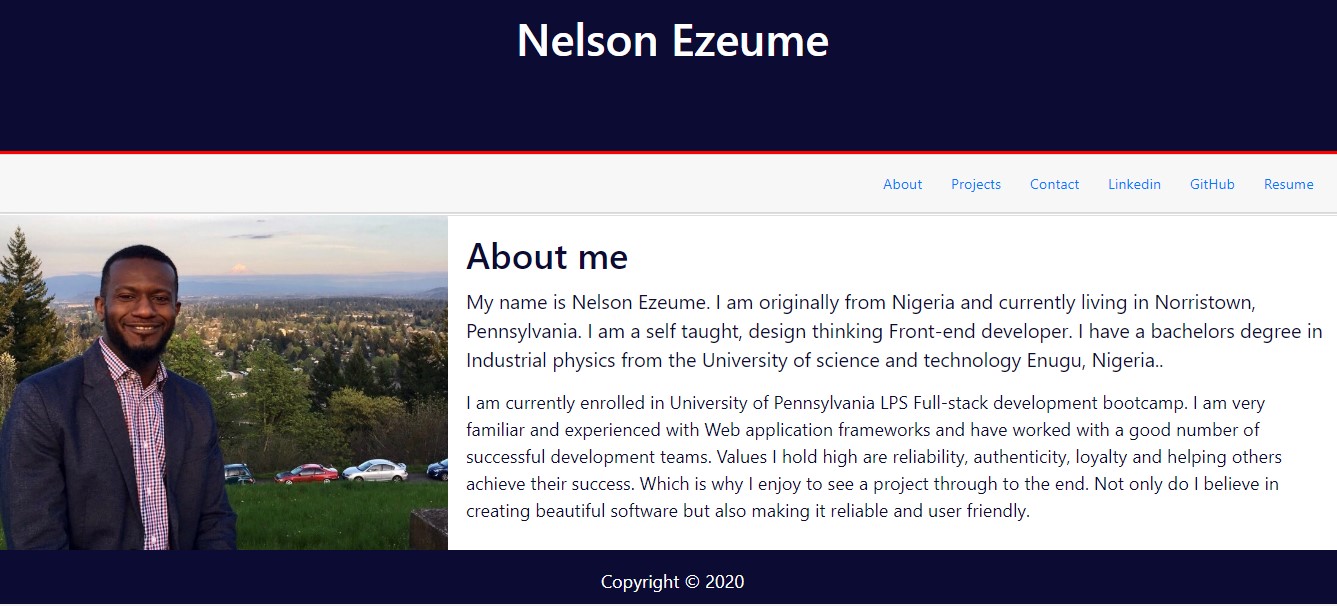 Nelson Ezeume
About Projects Contact Linkedin GitHub Resume
About me
My name is Nelson Ezeume. I am originally from Nigeria and currently living in Norristown,
Pennsylvania. I am a self taught, design thinking Front-end developer. I have a bachelors degree in
Industrial physics from the University of science and technology Enugu, Nigeria..
I am currently enrolled in University of Pennsylvania LPS Full-stack development bootcamp. I am very
familiar and experienced with Web application frameworks and have worked with a good number of
successful development teams. Values I hold high are reliability, authenticity, loyalty and helping others
achieve their success. Which is why I enjoy to see a project through to the end. Not only do I believe in
creating beautiful software but also making it reliable and user friendly.
Copyright © 2020